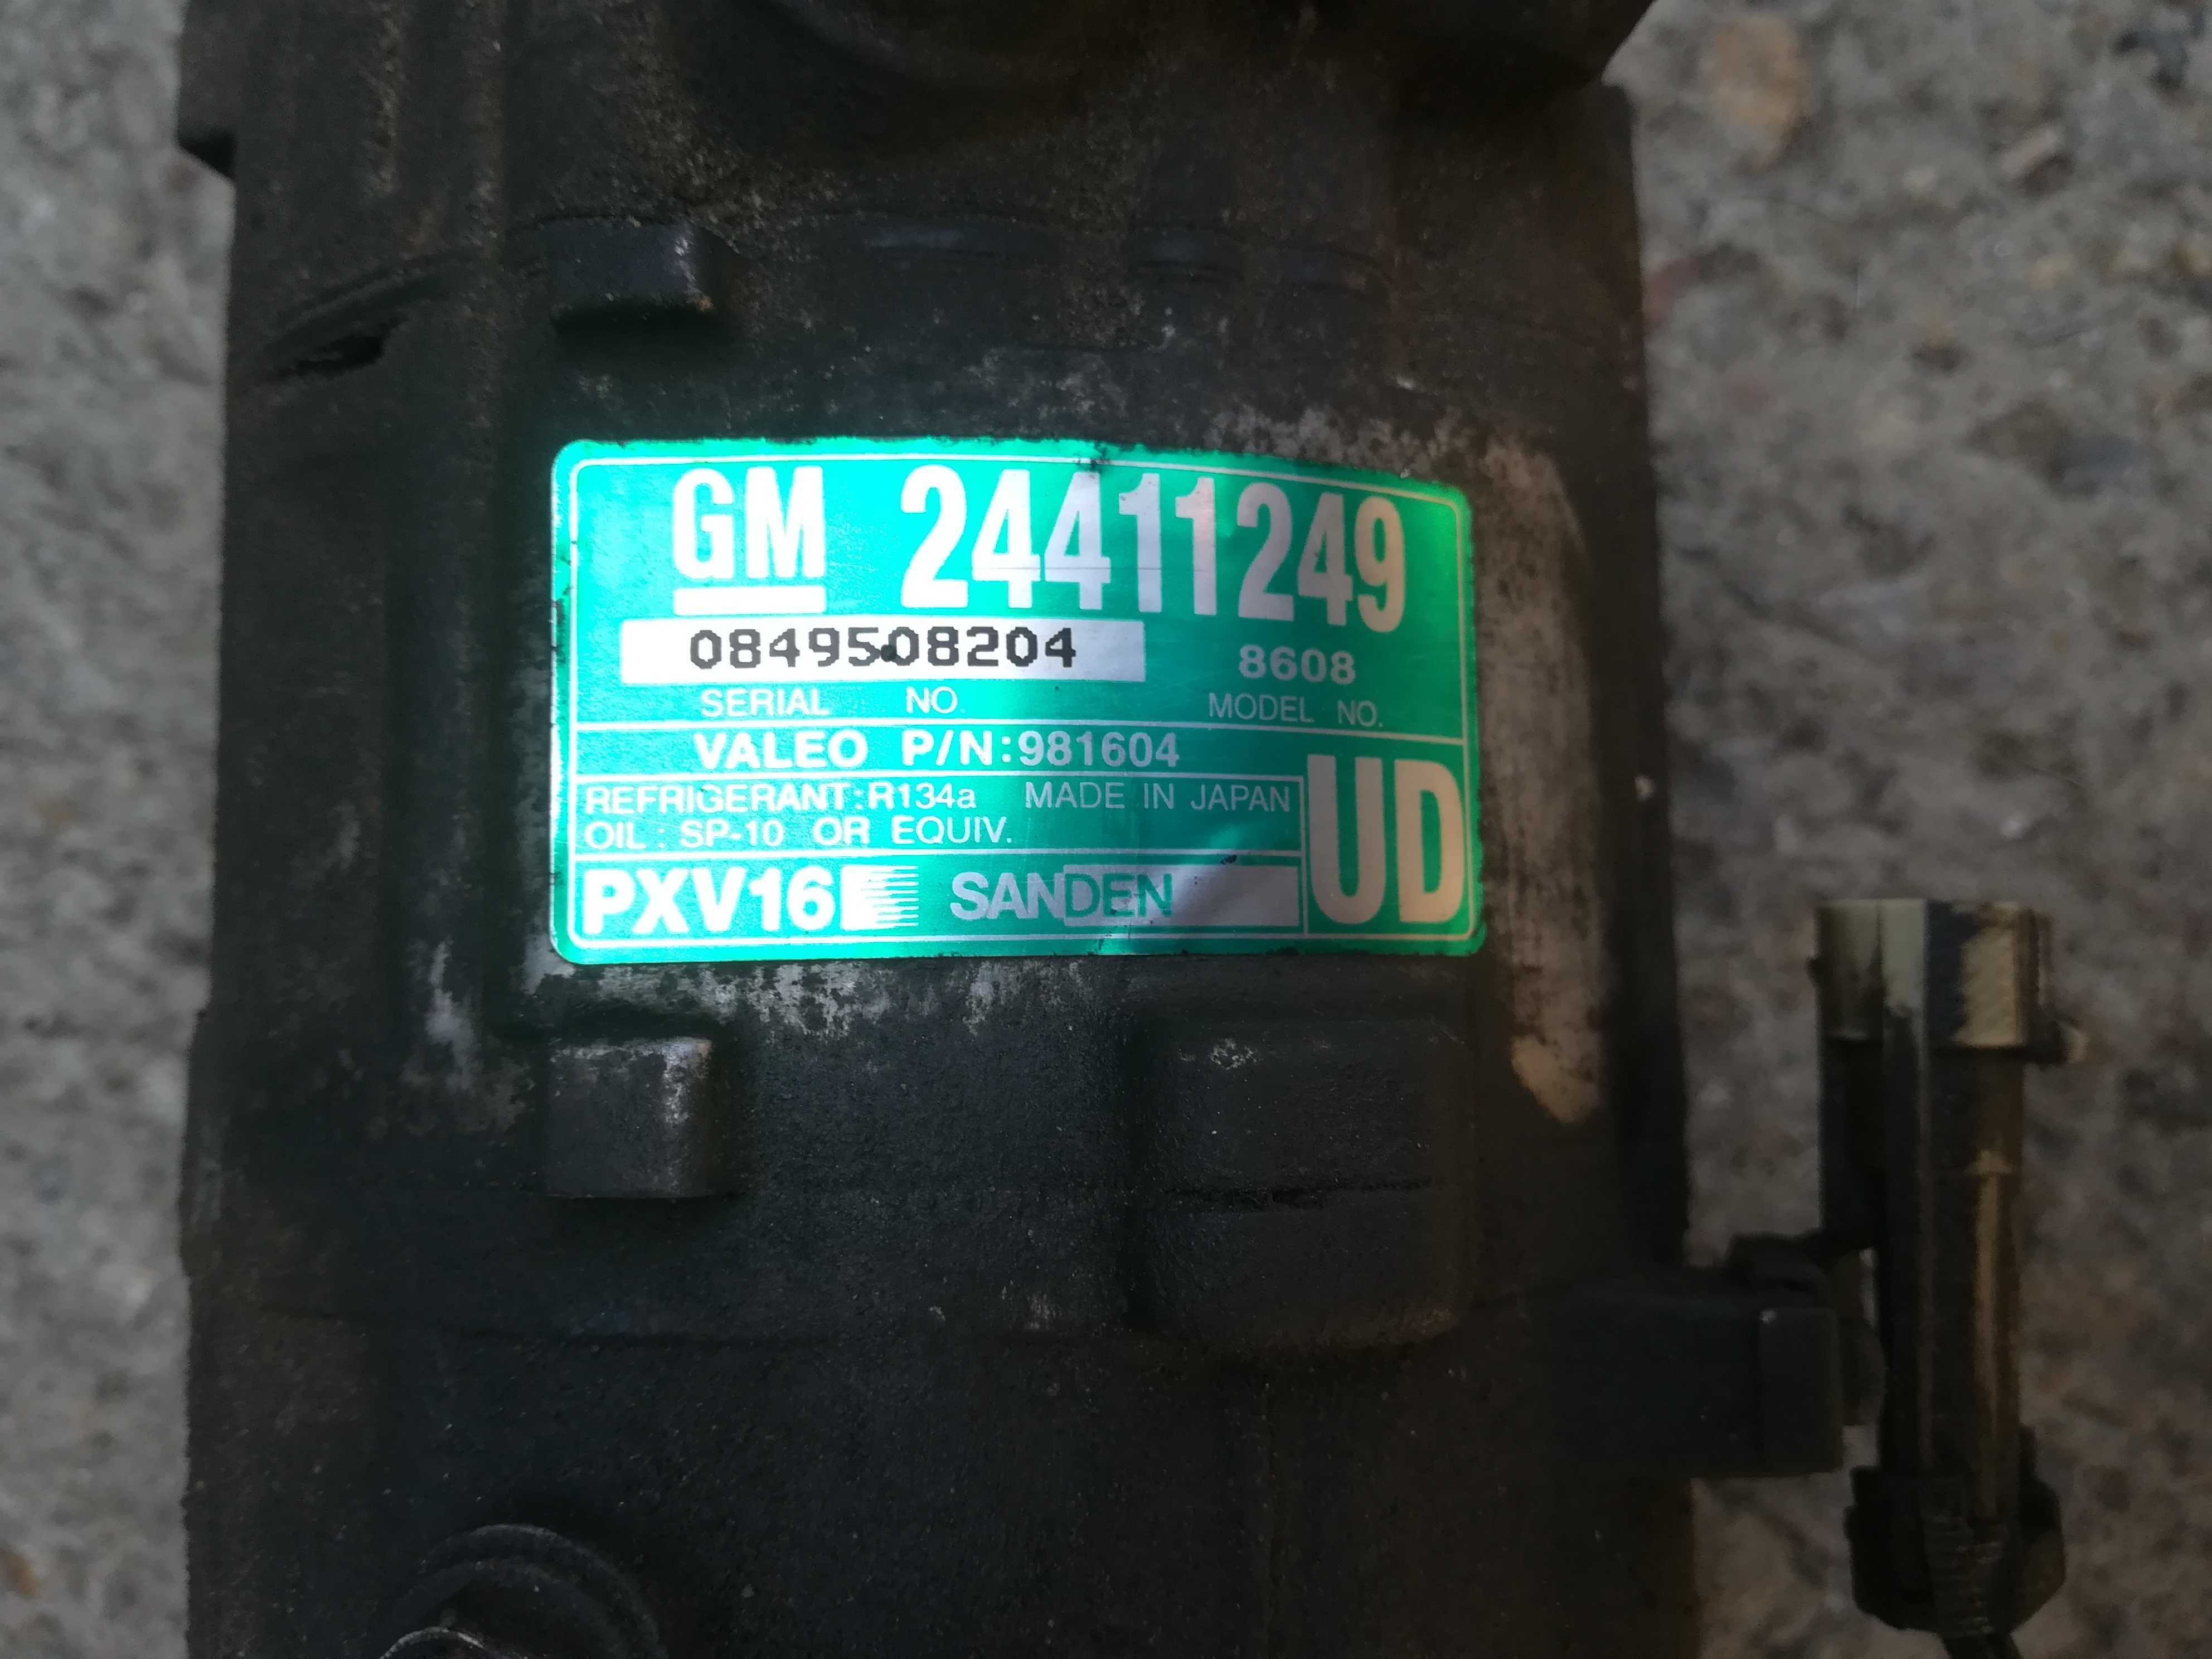 GM 24411249
0849508204 8608
SERIAL NO. MODEL NO.
VALEO P/N:981604
REFRIGERANT:R134a MADE IN JAPAN
OIL : SP-10 OR EQUIV.
UD
PXV16 SANDEN